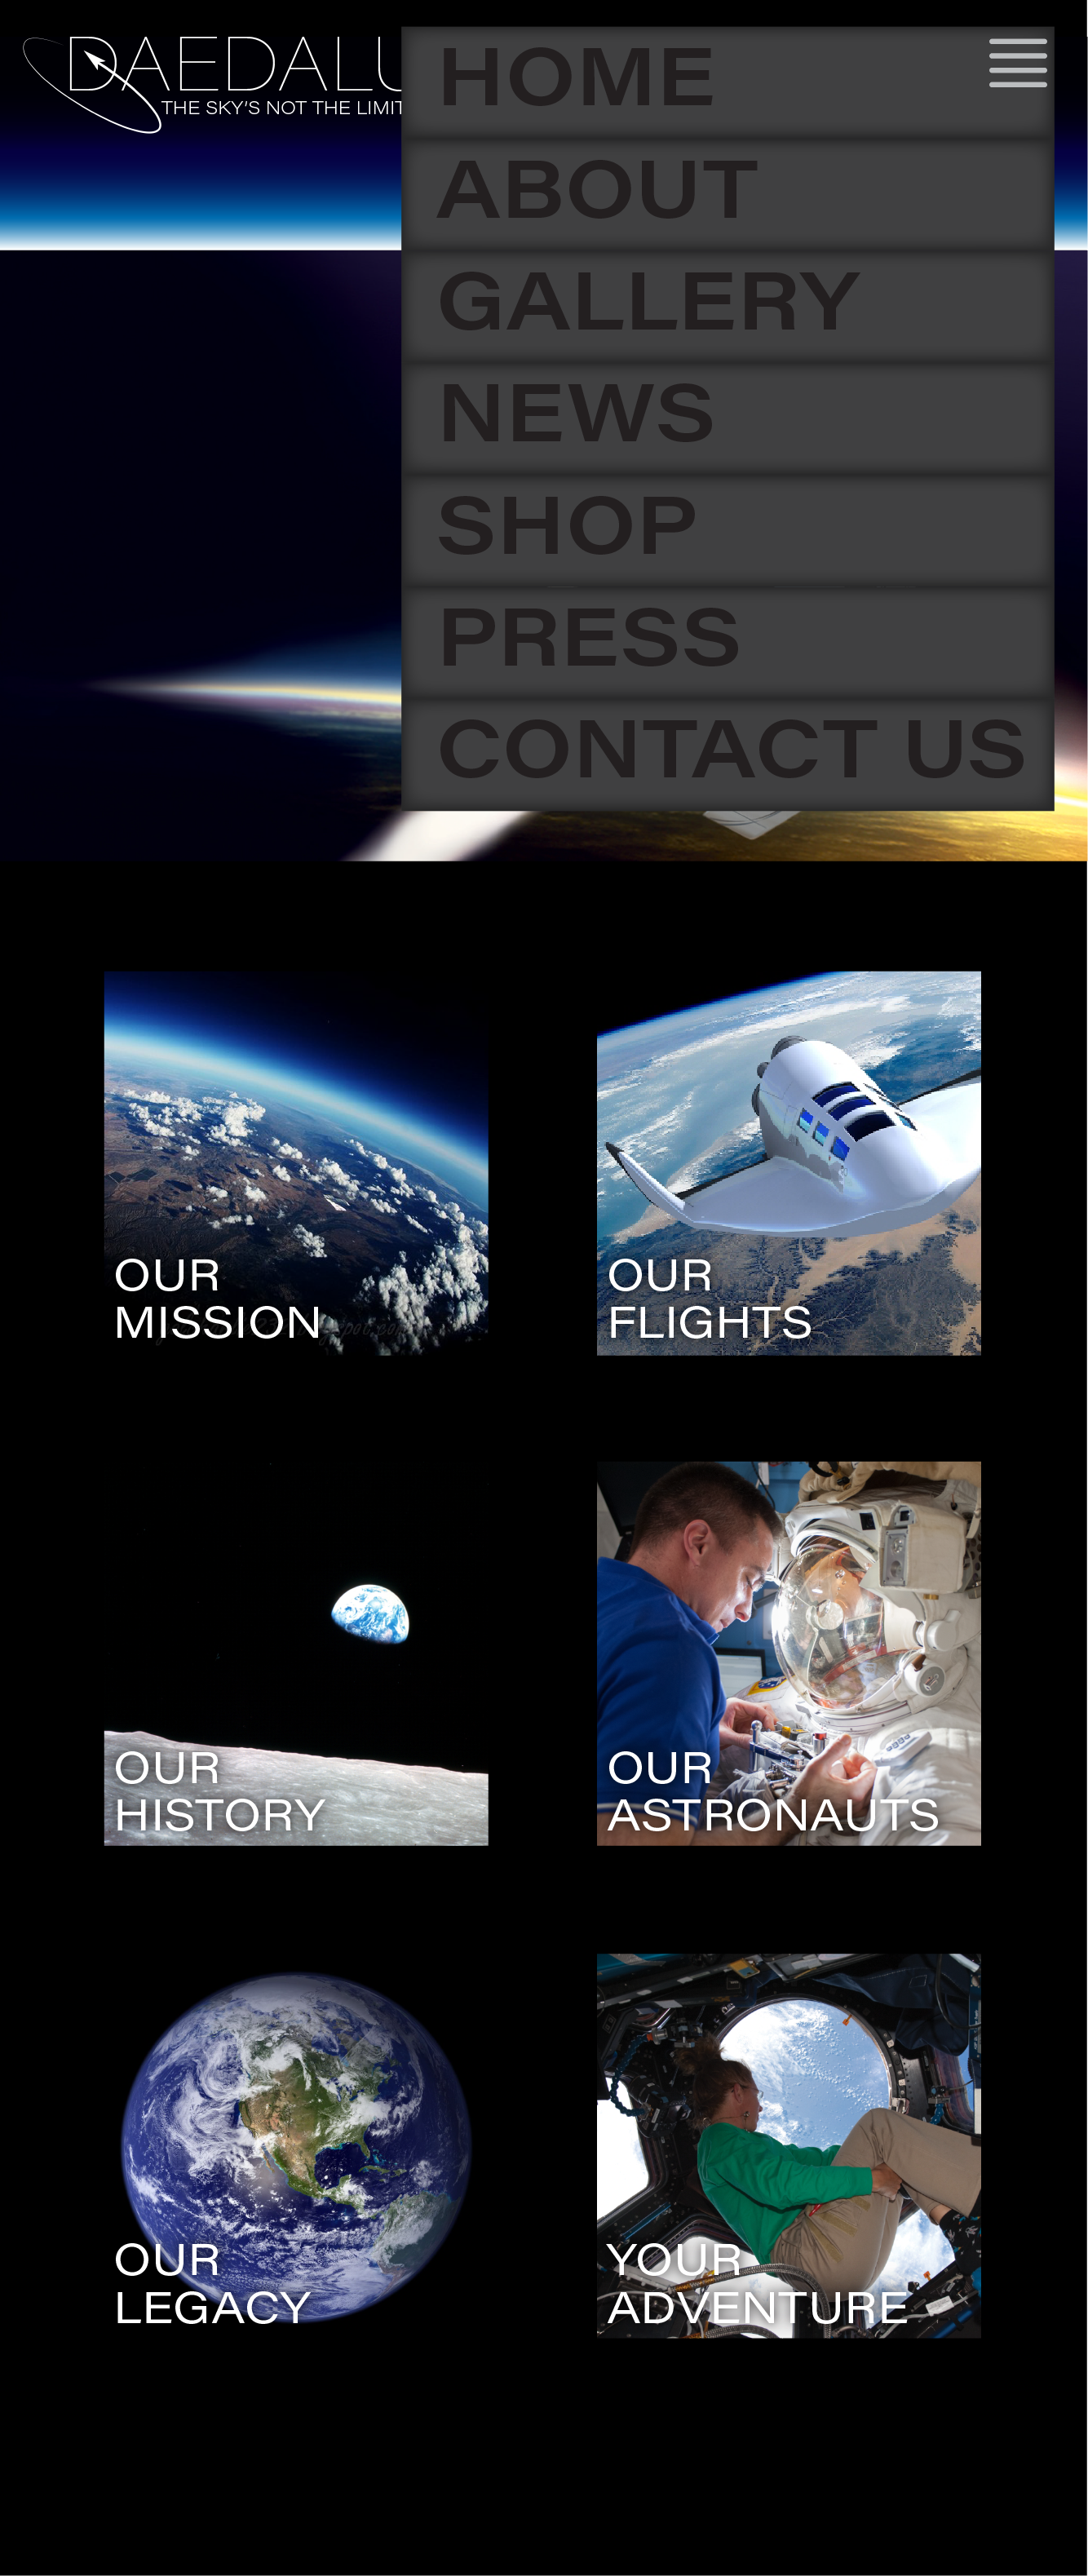 DAEDALU
THE SKY'S NOT THE LIMIT
HOME
ABOUT
GALLERY
NEWS
SHOP
PRESS
CONTACT US
OUR
MISSION
OUR
FLIGHTS
OUR
HISTORY
OUR
ASTRONAUTS
OUR
LEGACY
YOUR
ADVENTURE